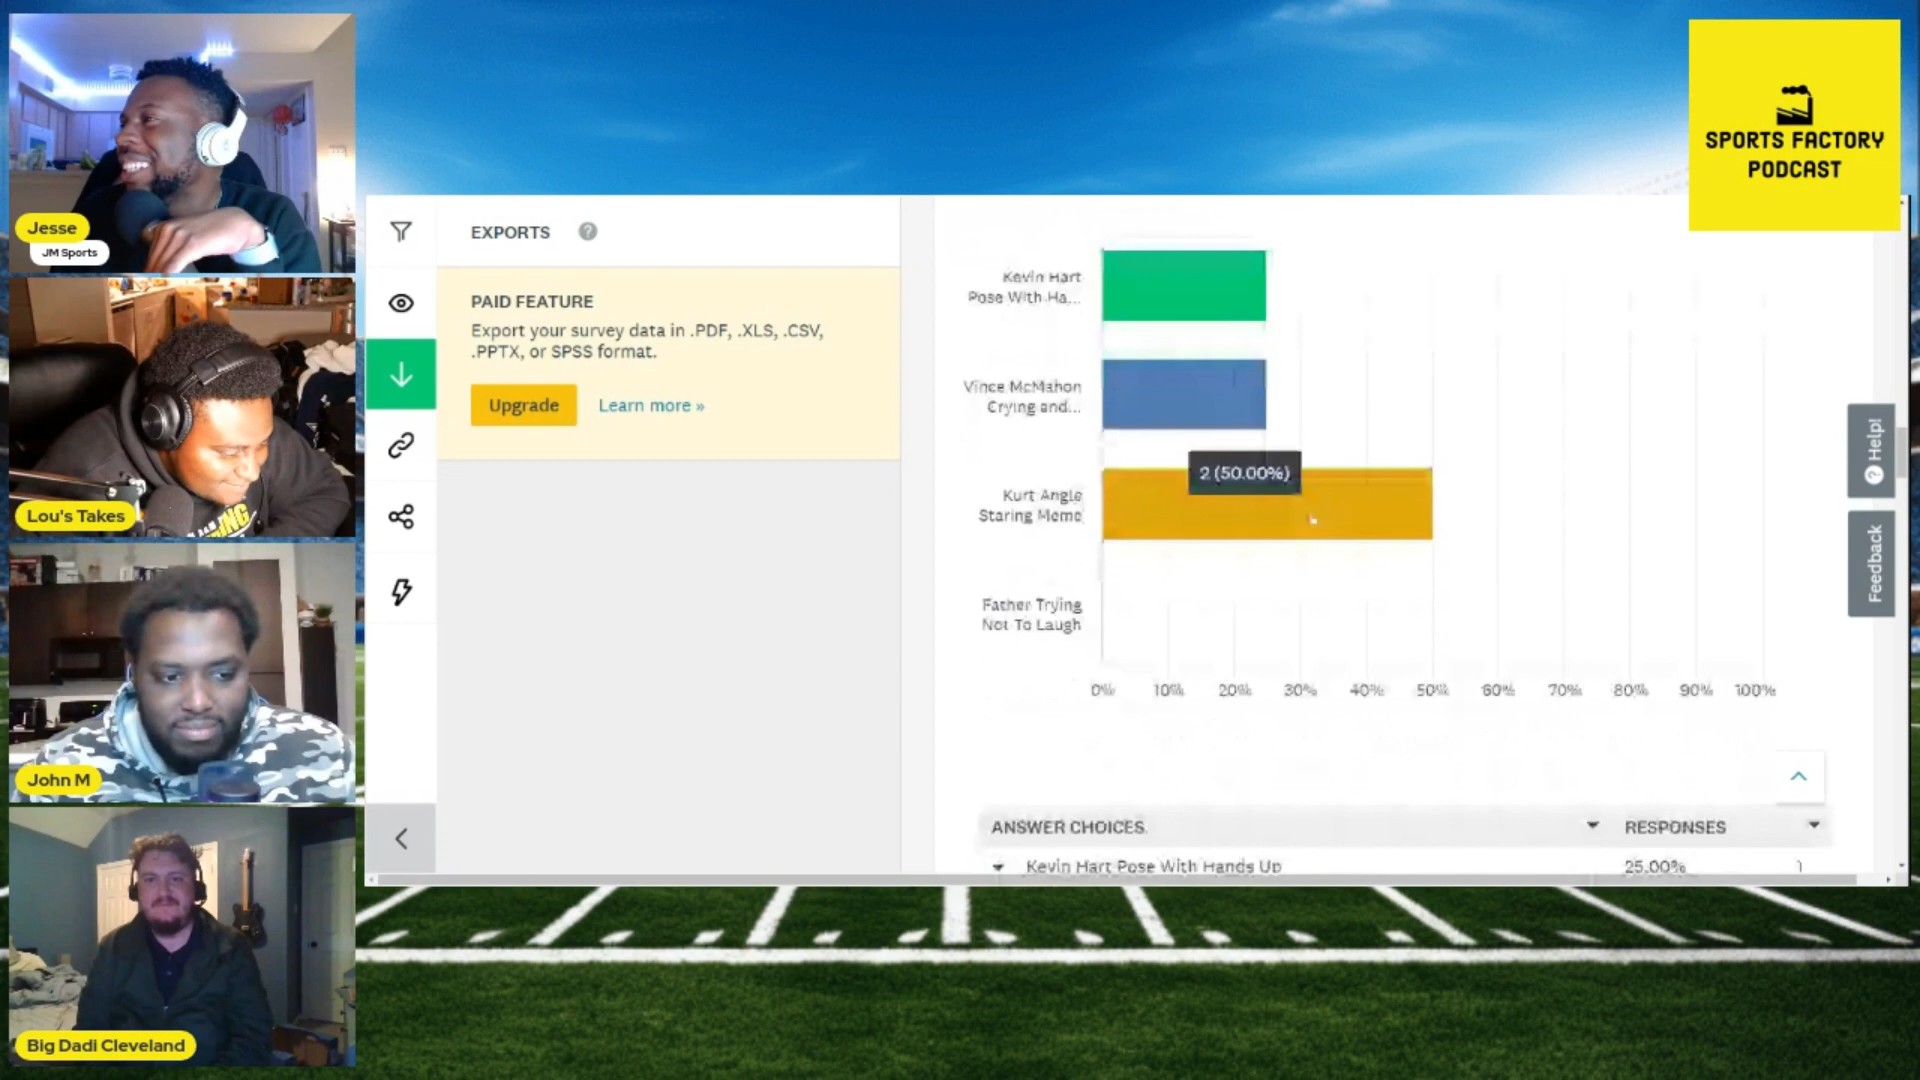 SPORTS FACTORY
PODCAST
Jesse
JM Sports
Lou's Takes
John M
Big Dadi Cleveland
EXPORTS
?
PAID FEATURE
Export your survey data in .PDF, .XLS, .CSV,
.PPTX, or SPSS format.
Upgrade
Learn more »
Kevin Hart
Pose With Ha...
Vince McMahon
Crying and...
2 (50.00%)
Kurt Angle
Staring Meme
Father Trying
Not To Laugh
0% 10% 20% 30% 40% 50% 60% 70% 80% 90% 100%
ANSWER CHOICES
RESPONSES
Kevin Hart Pose With Hands Up
25.00%
1
? Help!
Feedback